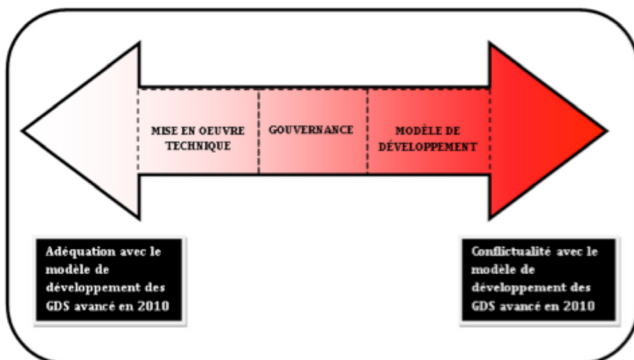 MISE EN OEUVRE
TECHNIQUE
GOUVERNANCE
MODÈLE DE
DÉVELOPPEMENT
Adéquation avec le
modèle de
développement des
GDS avancé en 2010
Conflictualité avec le
modèle de
développement des
GDS avancé en 2010